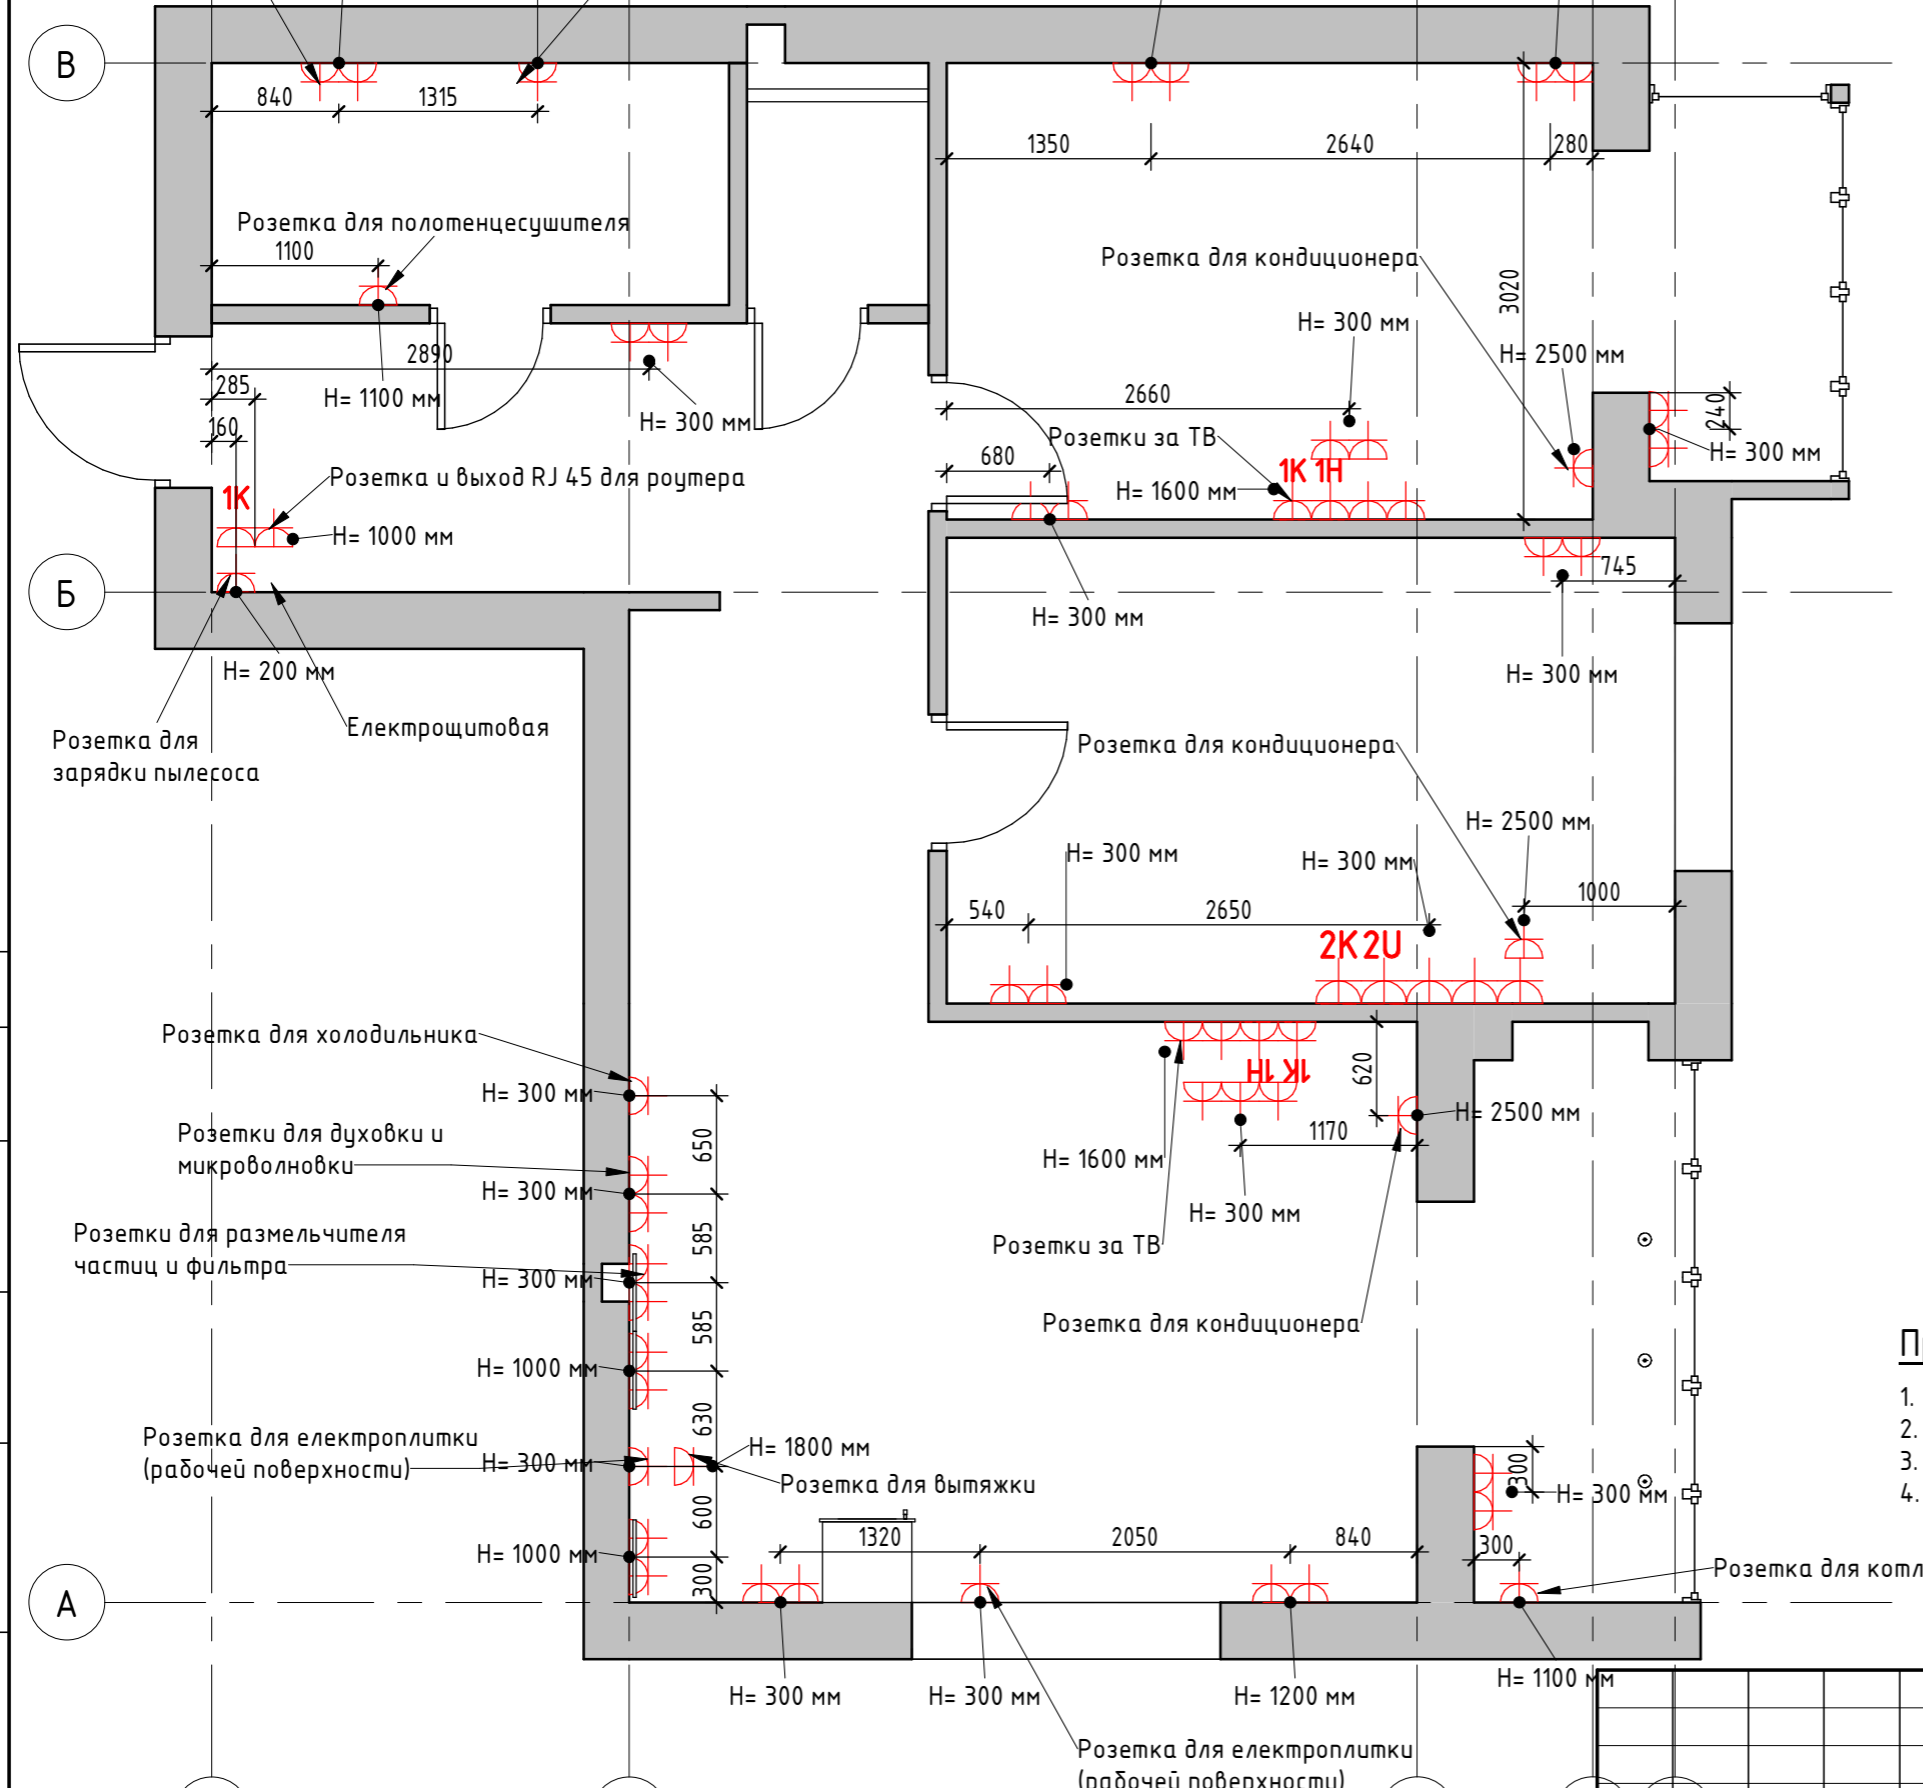 В
840
1315
1350
2640
280
Розетка для полотенцесушителя
1100
Розетка для кондиционера
3020
H= 300 мм
H= 2500 мм
2890
285
H= 1100 мм
H= 300 мм
2660
240
160
Розетки за ТВ
H= 300 мм
680
1K 1H
Розетка и выход RJ 45 для роутера
1K
H= 1600 мм
H= 1000 мм
745
Б
H= 300 мм
H= 200 мм
H= 300 мм
Електрощитовая
Розетка для
зарядки пылесоса
Розетка для кондиционера
H= 2500 мм
H= 300 мм
H= 300 мм
1000
540
2650
2K 2U
Розетка для холодильника
H= 300 мм
620
1K 1H
H= 2500 мм
Розетки для духовки и
микроволновки
650
1170
H= 1600 мм
H= 300 мм
H= 300 мм
Розетки для размельчителя
частиц и фильтра
585
Розетки за ТВ
H= 300 мм
585
Розетка для кондиционера
H= 1000 мм
1.
2.
3.
4.
630
Розетка для електроплитки
(рабочей поверхности)
H= 300 мм
H= 1800 мм
Розетка для вытяжки
300
H= 300 мм
600
1320
2050
840
300
H= 1000 мм
300
Розетка для котл
А
H= 300 мм
H= 300 мм
H= 1200 мм
H= 1100 мм
Розетка для електроплитки
(рабочей поверхности)